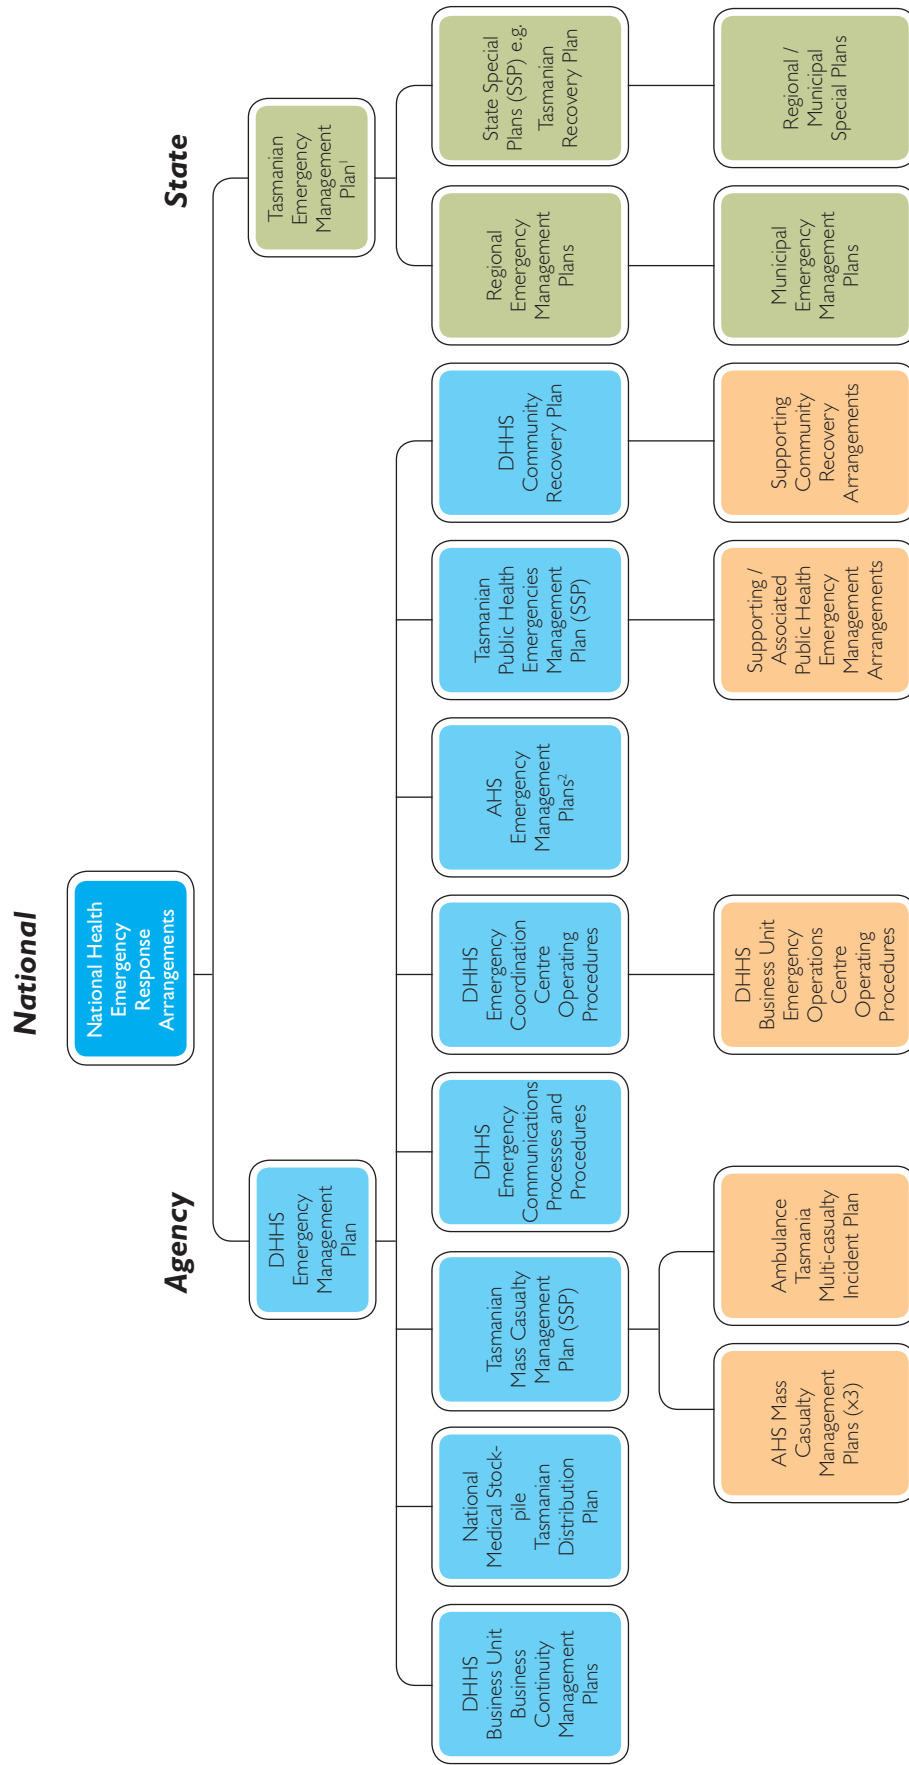 National
National Health
Emergency
Response
Arrangements
Agency
State
DHHS
Emergency
Management
Plan
Tasmanian
Emergency
Management
Plan¹
DHHS
Business Unit
Business
Continuity
Management
Plans
National
Medical Stock-
pile
Tasmanian
Distribution
Plan
Tasmanian
Mass Casualty
Management
Plan (SSP)
DHHS
Emergency
Communications
Processes and
Procedures
DHHS
Emergency
Coordination
Centre
Operating
Procedures
AHS
Emergency
Management
Plans²
Tasmanian
Public Health
Emergencies
Management
Plan (SSP)
DHHS
Community
Recovery Plan
Regional
Emergency
Management
Plans
State Special
Plans (SSP) e.g.
Tasmanian
Recovery Plan
AHS Mass
Casualty
Management
Plans (x3)
Ambulance
Tasmania
Multi-casualty
Incident Plan
DHHS
Business Unit
Emergency
Operations
Centre
Operating
Procedures
Supporting /
Associated
Public Health
Emergency
Management
Arrangements
Supporting
Community
Recovery
Arrangements
Municipal
Emergency
Management
Plans
Regional /
Municipal
Special Plans